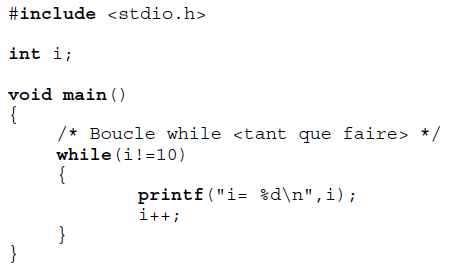 #include <stdio.h>
int i;
void main()
{
/* Boucle while <tant que faire> */
while(i!=10)
{
printf("i= %d\n",i);
i++;
}
}